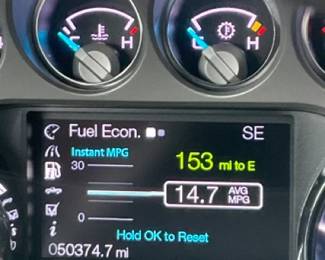 C H C H
Fuel Econ. SE
Instant MPG
153 mi to E
30
14.7 AVG MPG
0
Hold OK to Reset
050374.7 mi